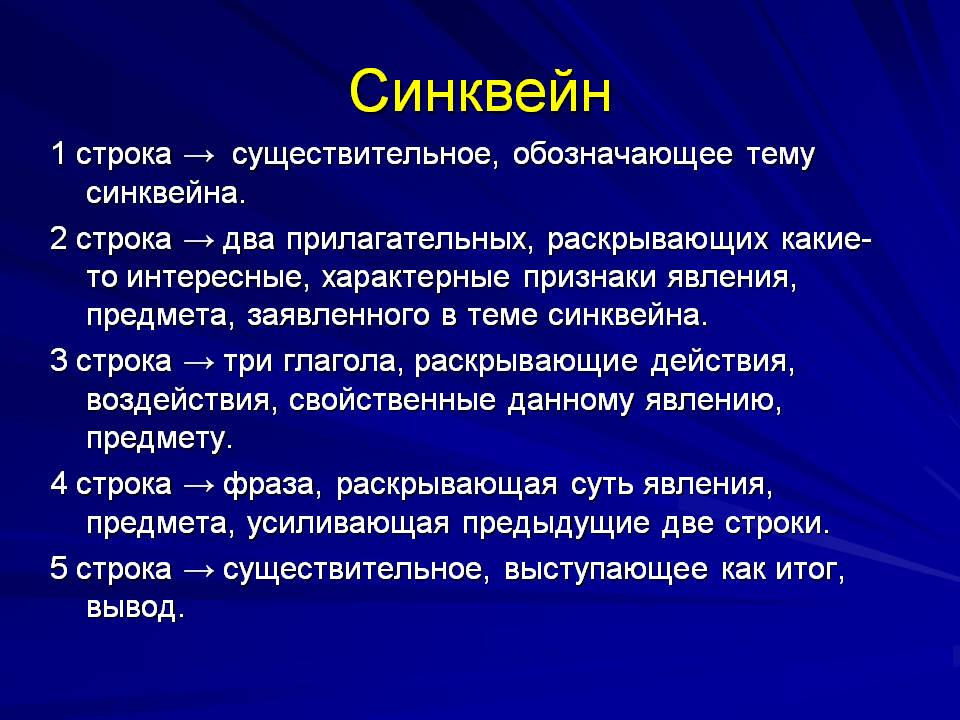 Синквейн
1 строка → существительное, обозначающее тему
синквейна.
2 строка → два прилагательных, раскрывающих какие-
то интересные, характерные признаки явления,
предмета, заявленного в теме синквейна.
3 строка → три глагола, раскрывающие действия,
воздействия, свойственные данному явлению,
предмету.
4 строка → фраза, раскрывающая суть явления,
предмета, усиливающая предыдущие две строки.
5 строка → существительное, выступающее как итог,
вывод.